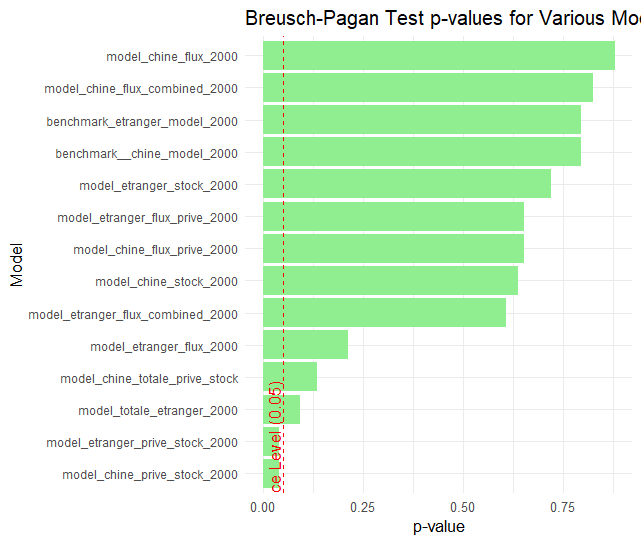 Breusch-Pagan Test p-values for Various Mo
model_chine_flux_2000
model_chine_flux_combined_2000
benchmark_etranger_model_2000
benchmark__chine_model_2000
model_etranger_stock_2000
model_etranger_flux_prive_2000
model_chine_flux_prive_2000
model_chine_stock_2000
model_etranger_flux_combined_2000
model_etranger_flux_2000
model_chine_totale_prive_stock
model_totale_etranger_2000
model_etranger_prive_stock_2000
model_chine_prive_stock_2000
Model
ce Level (0.05)
0.00 0.25 0.50 0.75
p-value